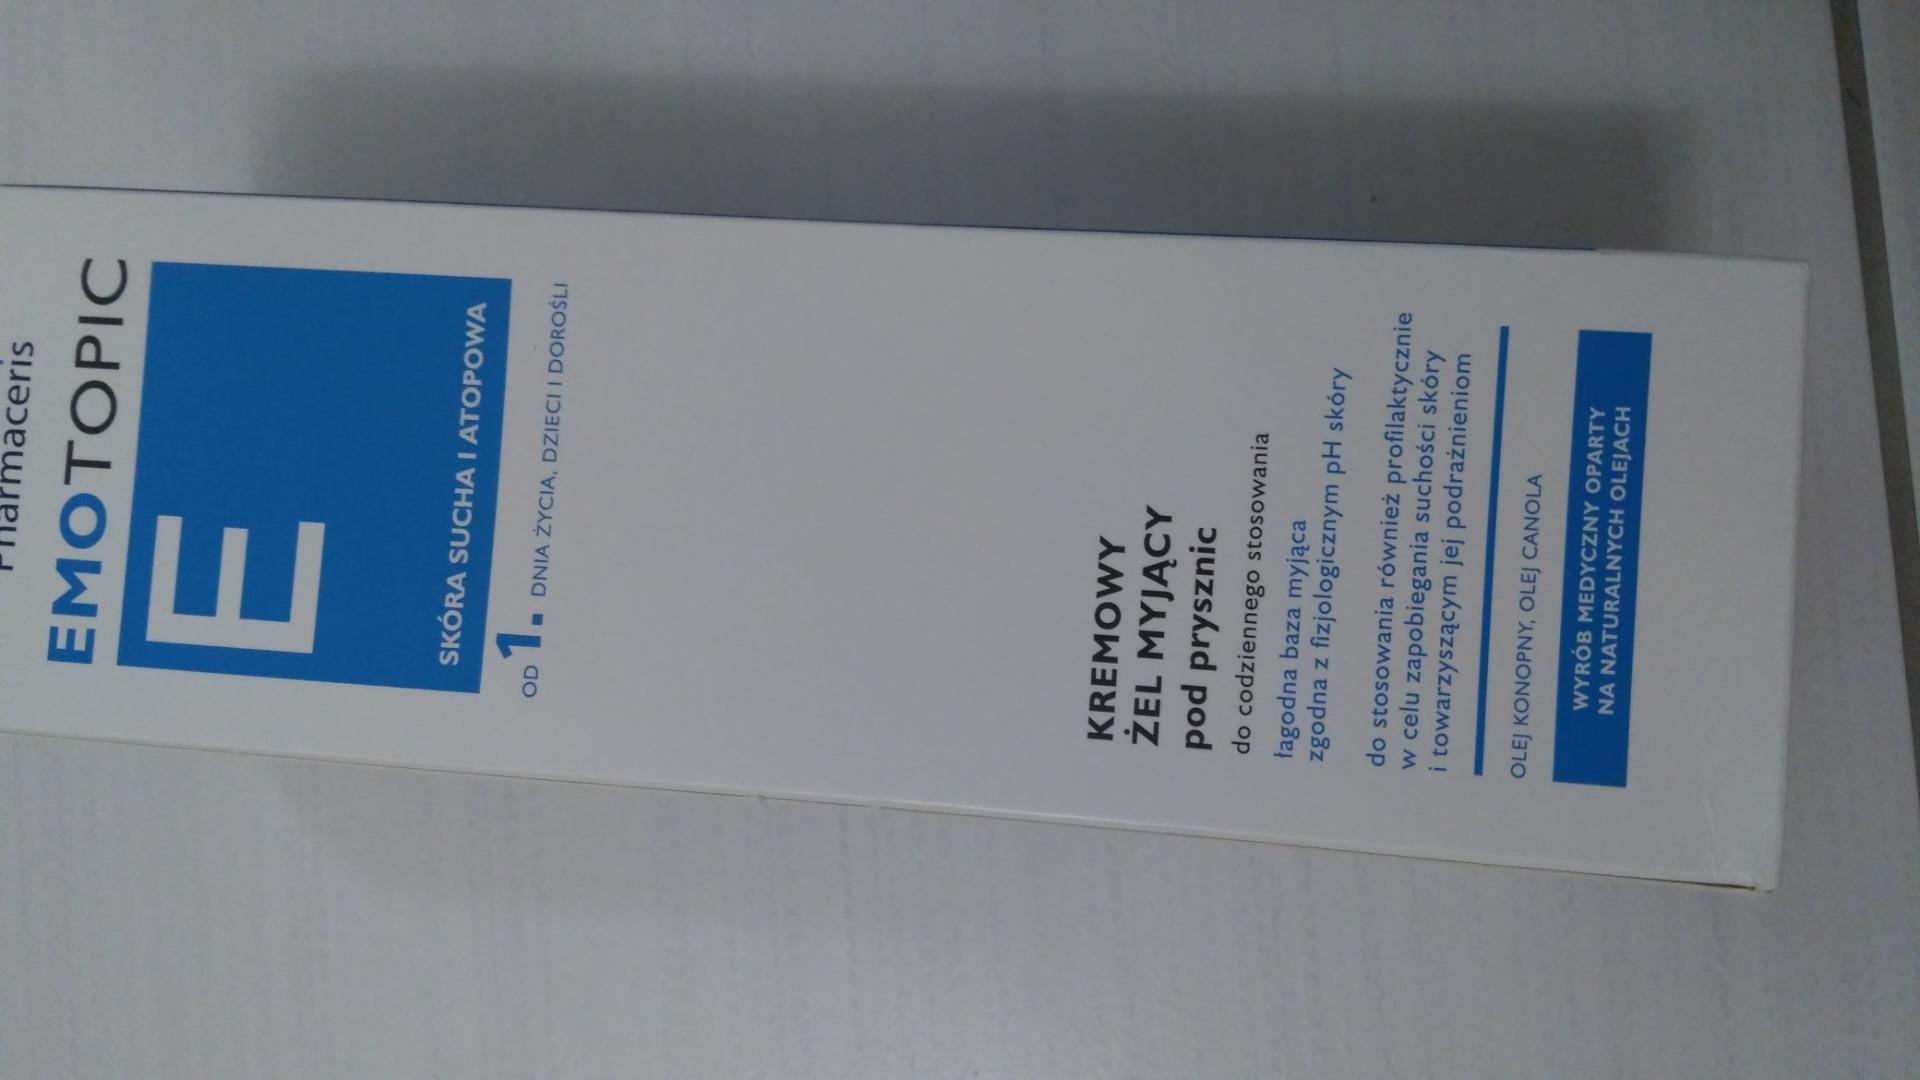 Pharmaceris
EMOTOPIC
E
SKÓRA SUCHA I ATOPOWA
OD 1. DNIA ŻYCIA, DZIECI I DOROŚLI
KREMOWY
ŻEL MYJĄCY
pod prysznic
do codziennego stosowania
łagodna baza myjąca
zgodna z fizjologicznym pH skóry
do stosowania również profilaktycznie
w celu zapobiegania suchości skóry
i towarzyszącym jej podrażnieniom
OLEJ KONOPNY, OLEJ CANOLA
WYRÓB MEDYCZNY OPARTY
NA NATURALNYCH OLEJACH